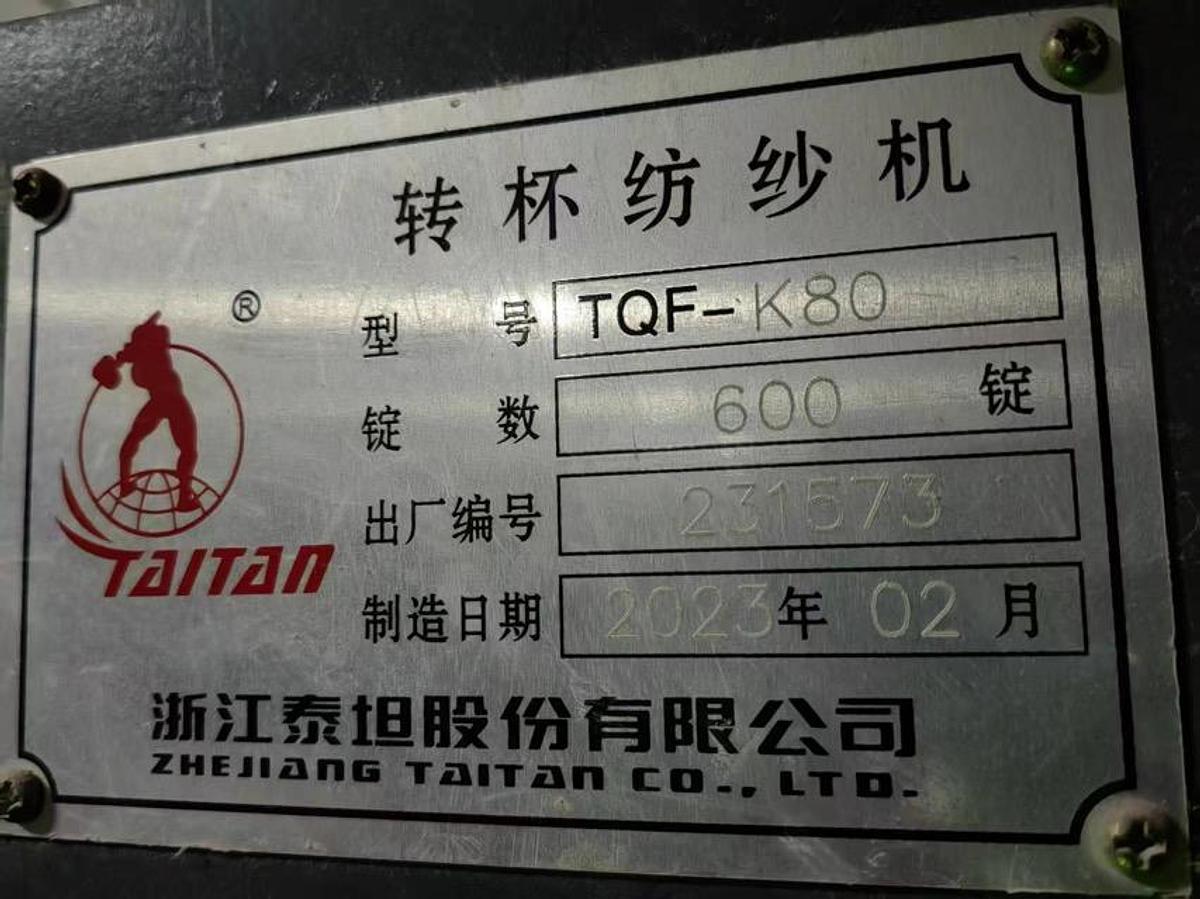 转杯纺纱机
®
型号 TQF-K80
锭数 600 锭
出厂编号 231573
制造日期 2023年 02 月
TAITAN
浙江泰坦股份有限公司
ZHEJIANG TAITAN CO., LTD.